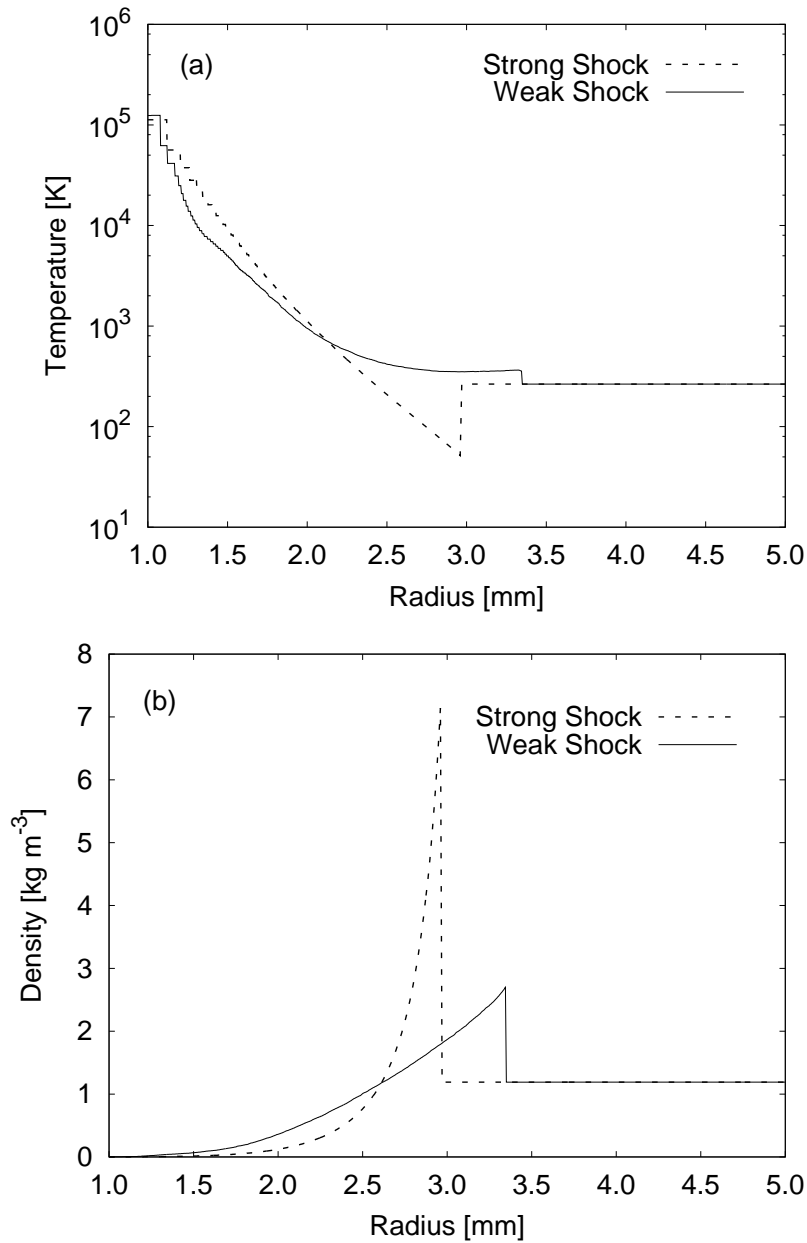 10^6
10^5
10^4
10^3
10^2
10^1
Temperature [K]
(a)
Strong Shock
Weak Shock
1.0 1.5 2.0 2.5 3.0 3.5 4.0 4.5 5.0
Radius [mm]
8
7
6
5
4
3
2
1
0
Density [kg m^-3]
(b)
Strong Shock
Weak Shock
1.0 1.5 2.0 2.5 3.0 3.5 4.0 4.5 5.0
Radius [mm]